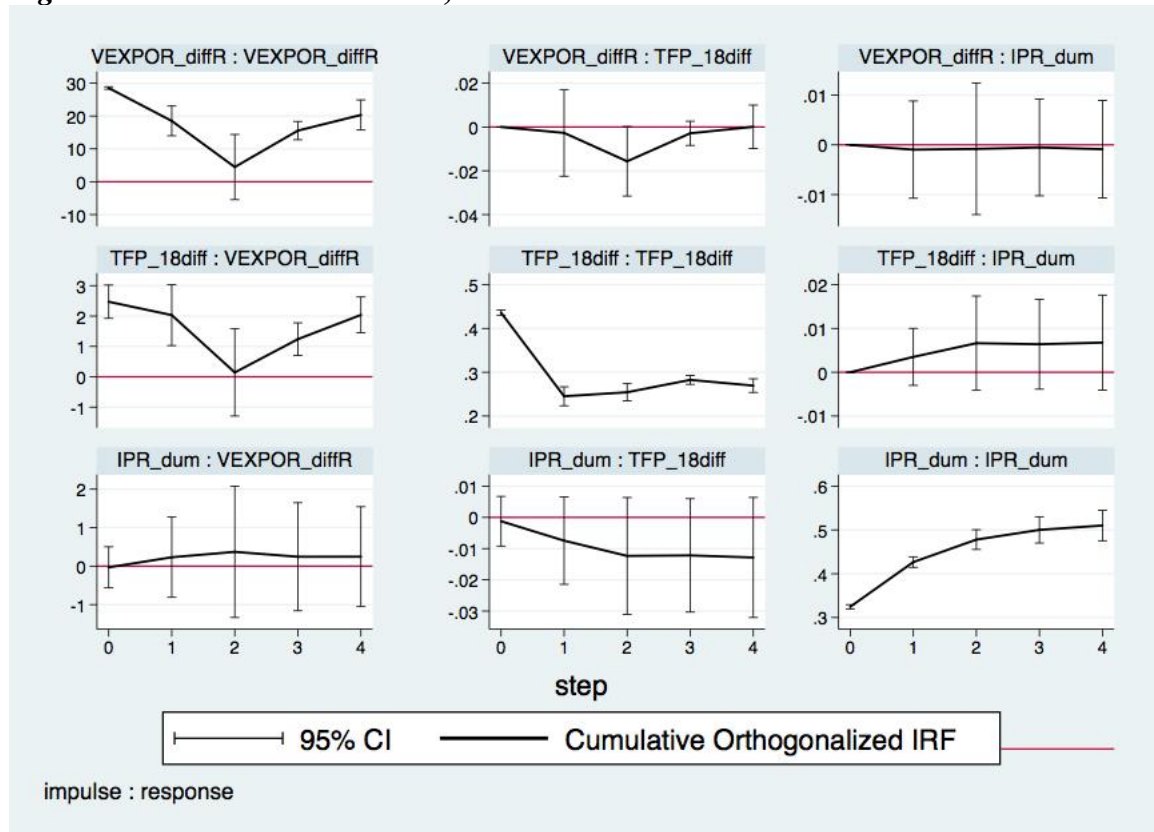 VEXPOR_diffR : VEXPOR_diffR
VEXPOR_diffR : TFP_18diff
VEXPOR_diffR : IPR_dum
30
20
10
0
-10
.02
0
-.02
-.04
.01
0
-.01
TFP_18diff : VEXPOR_diffR
TFP_18diff : TFP_18diff
TFP_18diff : IPR_dum
3
2
1
0
-1
.5
.4
.3
.2
.02
.01
0
-.01
IPR_dum : VEXPOR_diffR
IPR_dum : TFP_18diff
IPR_dum : IPR_dum
2
1
0
-1
.01
0
-.01
-.02
-.03
.6
.5
.4
.3
0 1 2 3 4
0 1 2 3 4
0 1 2 3 4
step
95% CI
Cumulative Orthogonalized IRF
impulse : response